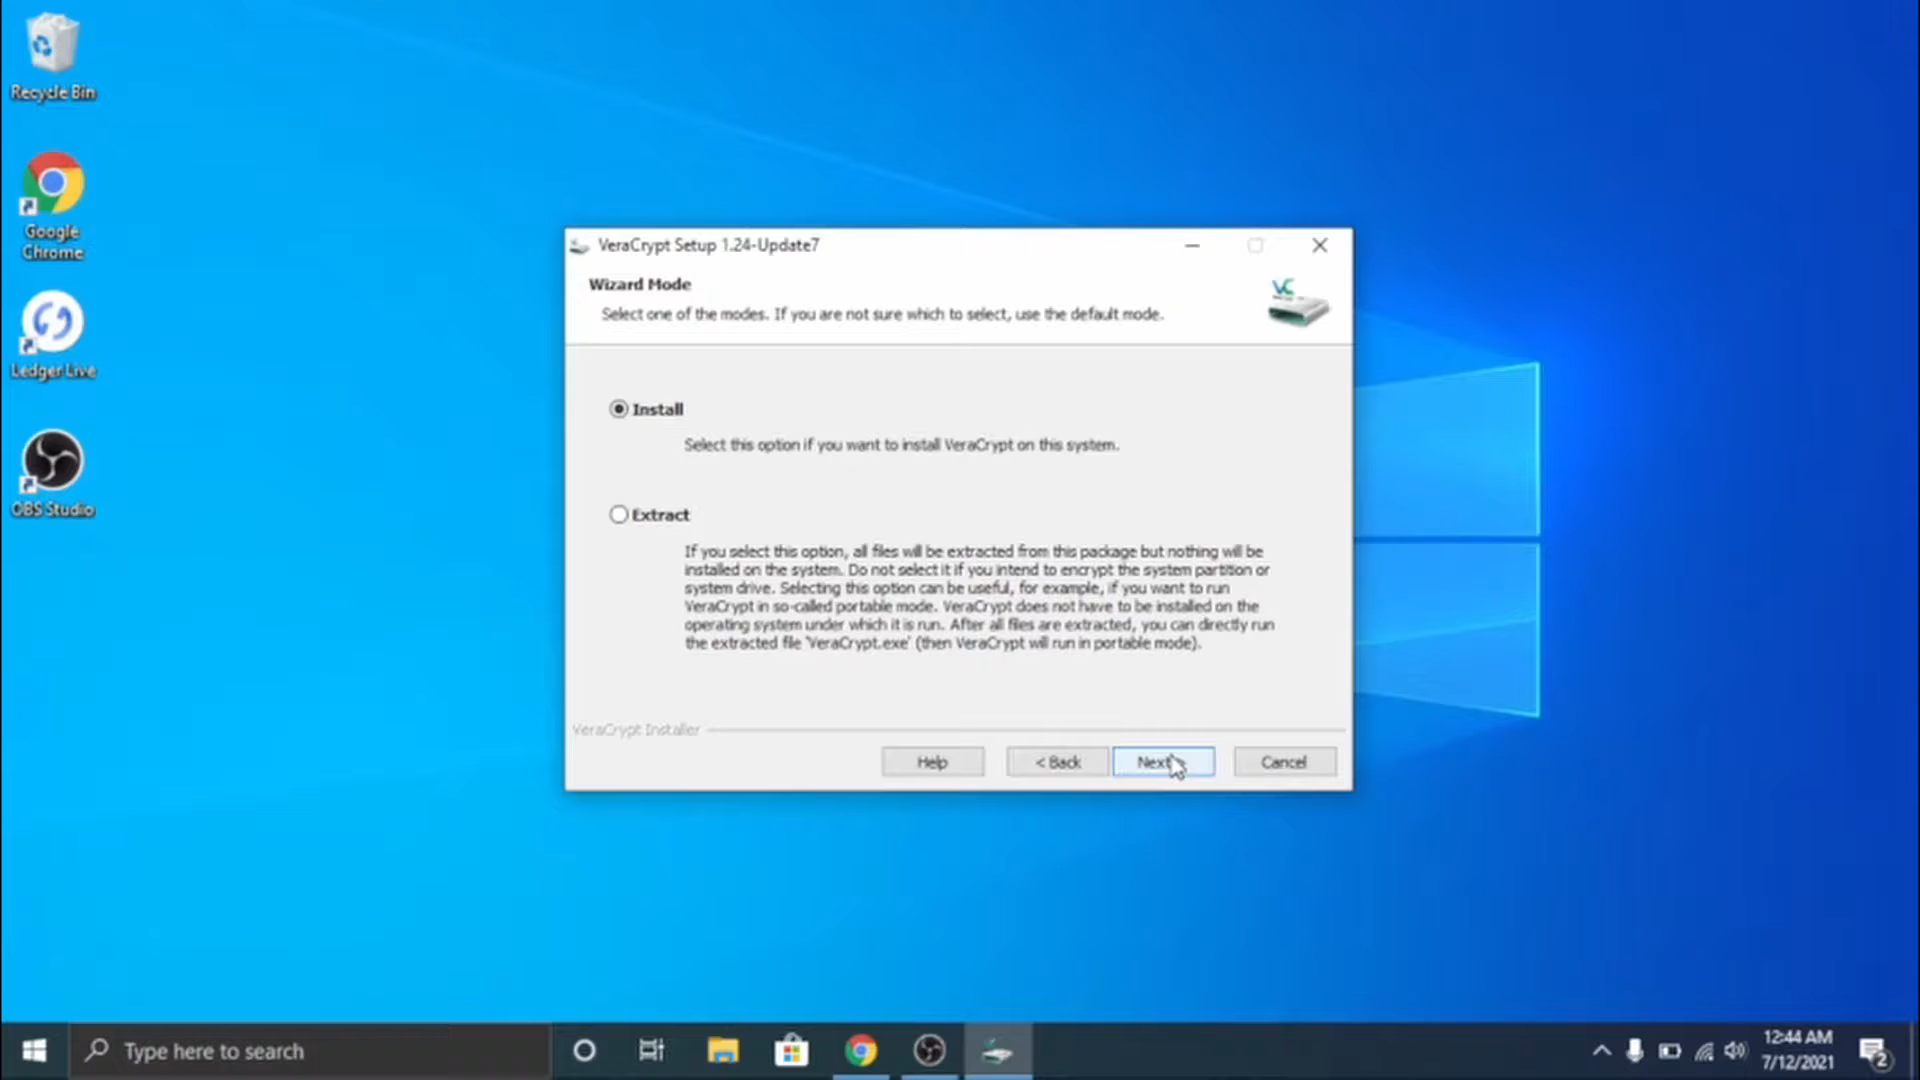 Recycle Bin
Google
Chrome
Ledger Live
OBS Studio
VeraCrypt Setup 1.24-Update7
Wizard Mode
Select one of the modes. If you are not sure which to select, use the default mode.
VC
Install
Select this option if you want to install VeraCrypt on this system.
Extract
If you select this option, all files will be extracted from this package but nothing will be
installed on the system. Do not select it if you intend to encrypt the system partition or
system drive. Selecting this option can be useful, for example, if you want to run
VeraCrypt in so-called portable mode. VeraCrypt does not have to be installed on the
operating system under which it is run. After all files are extracted, you can directly run
the extracted file 'VeraCrypt.exe' (then VeraCrypt will run in portable mode).
VeraCrypt Installer
Help
< Back
Next
Cancel
Type here to search
12:44 AM
7/12/2021
2